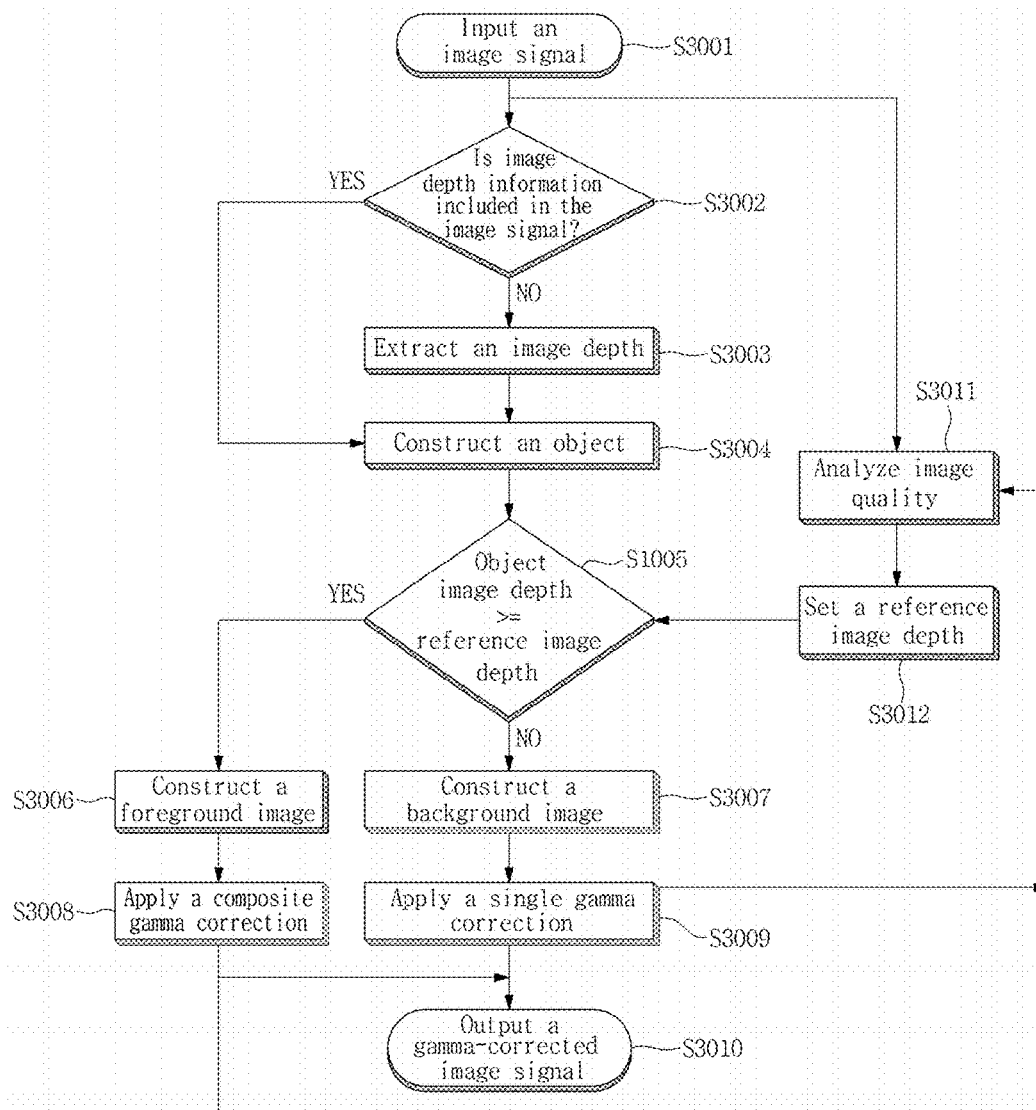 Input an
image signal
S3001
Is image
depth information
included in the
image signal?
YES
S3002
NO
Extract an image depth
S3003
S3011
Construct an object
S3004
Analyze image
quality
Object
image depth
>=
reference image
depth
S1005
YES
Set a reference
image depth
S3012
NO
Construct a
foreground image
S3006
Construct a
background image
S3007
Apply a composite
gamma correction
S3008
Apply a single gamma
correction
S3009
Output a
gamma-corrected
image signal
S3010